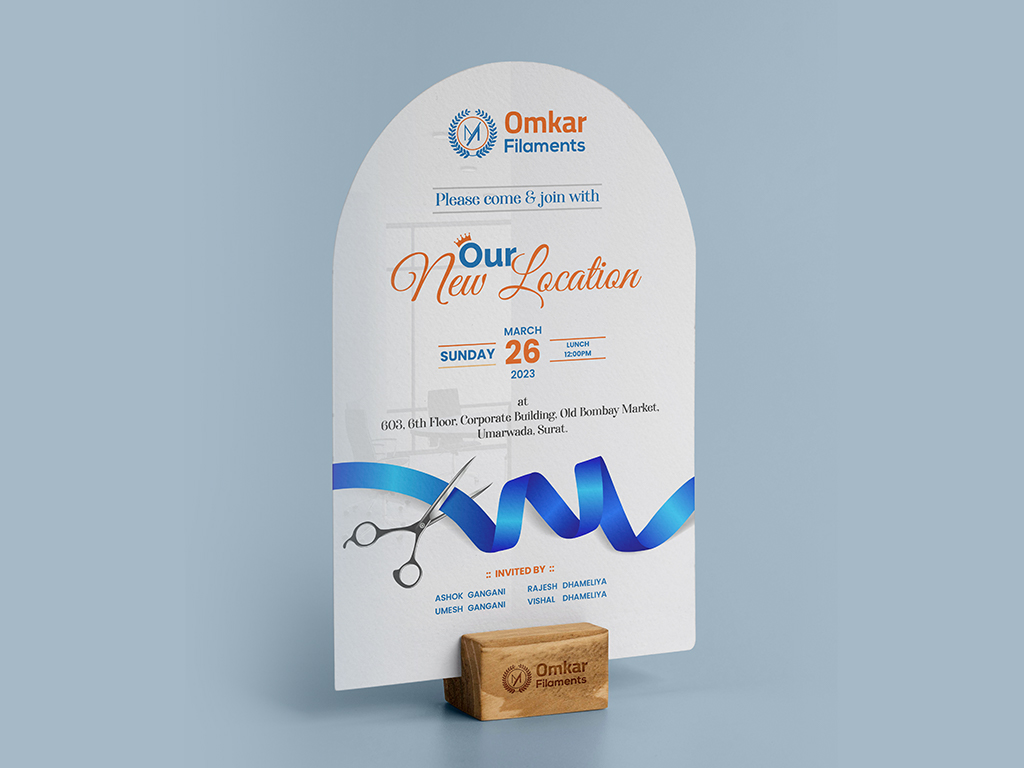 Omkar
Filaments
Please come & join with
Our
New Location
MARCH
SUNDAY 26 LUNCH 12:00PM
2023
at
603, 6th Floor, Corporate Building, Old Bombay Market,
Umarwada, Surat.
:: INVITED BY ::
ASHOK GANGANI RAJESH DHAMELIYA
UMESH GANGANI VISHAL DHAMELIYA
Omkar
Filaments